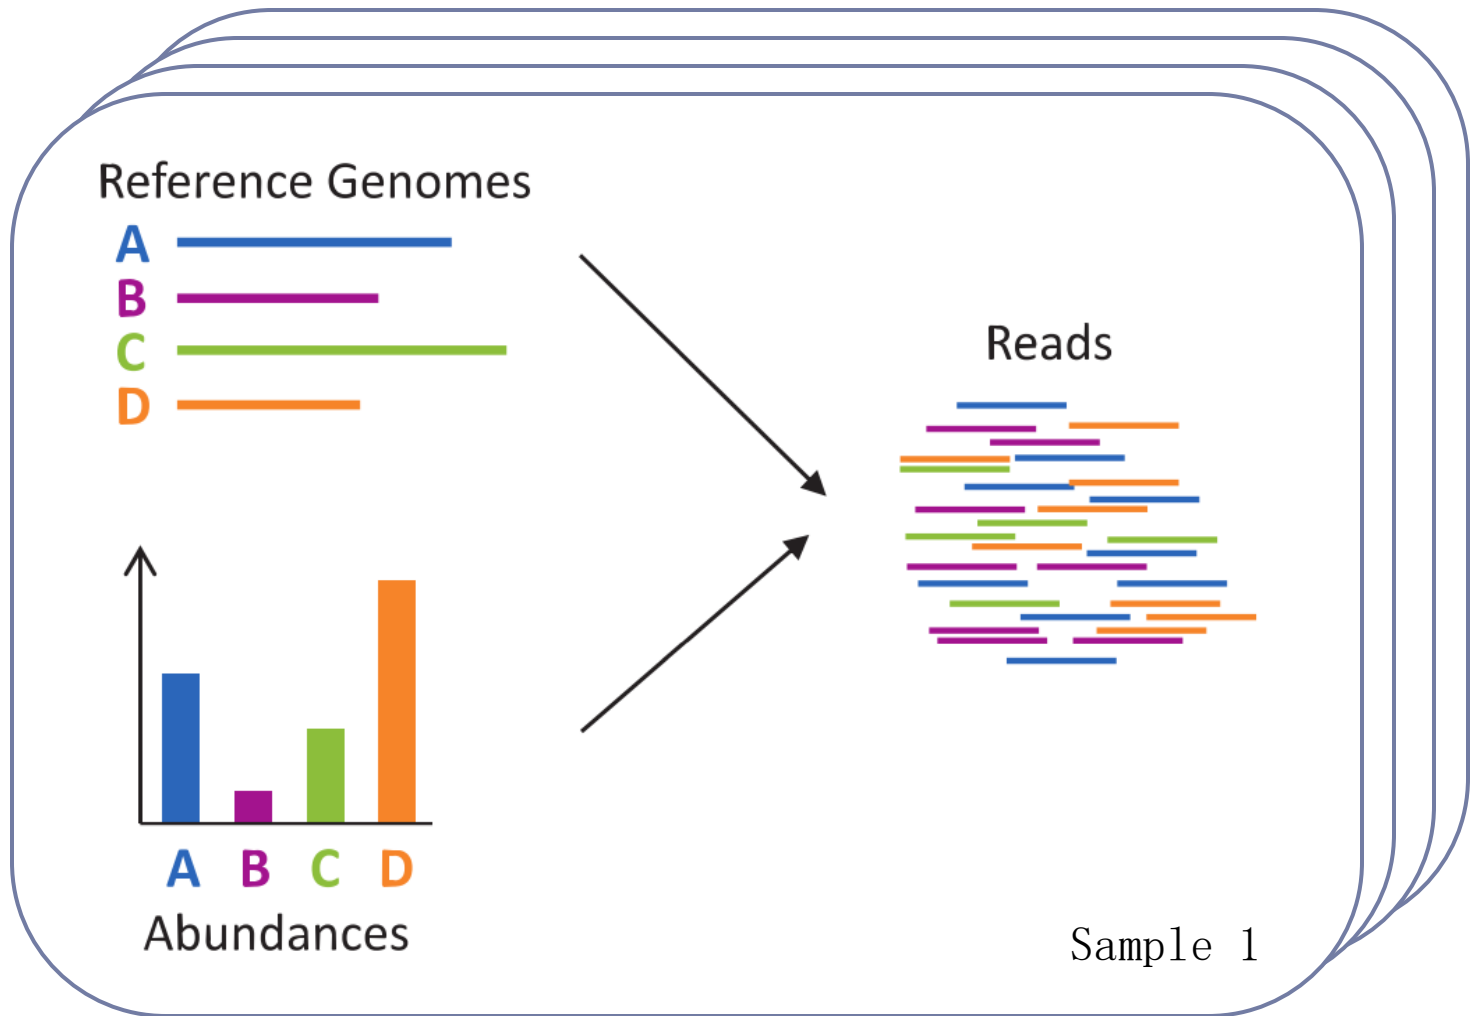 Reference Genomes
A
B
C
D
Reads
A B C D
Abundances
Sample 1